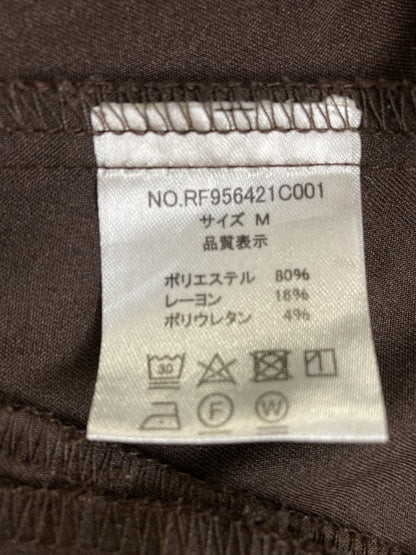 NO.RF956421C001
サイズ M
品質表示
ポリエステル 80%
レーヨン 16%
ポリウレタン 4%
30
F W